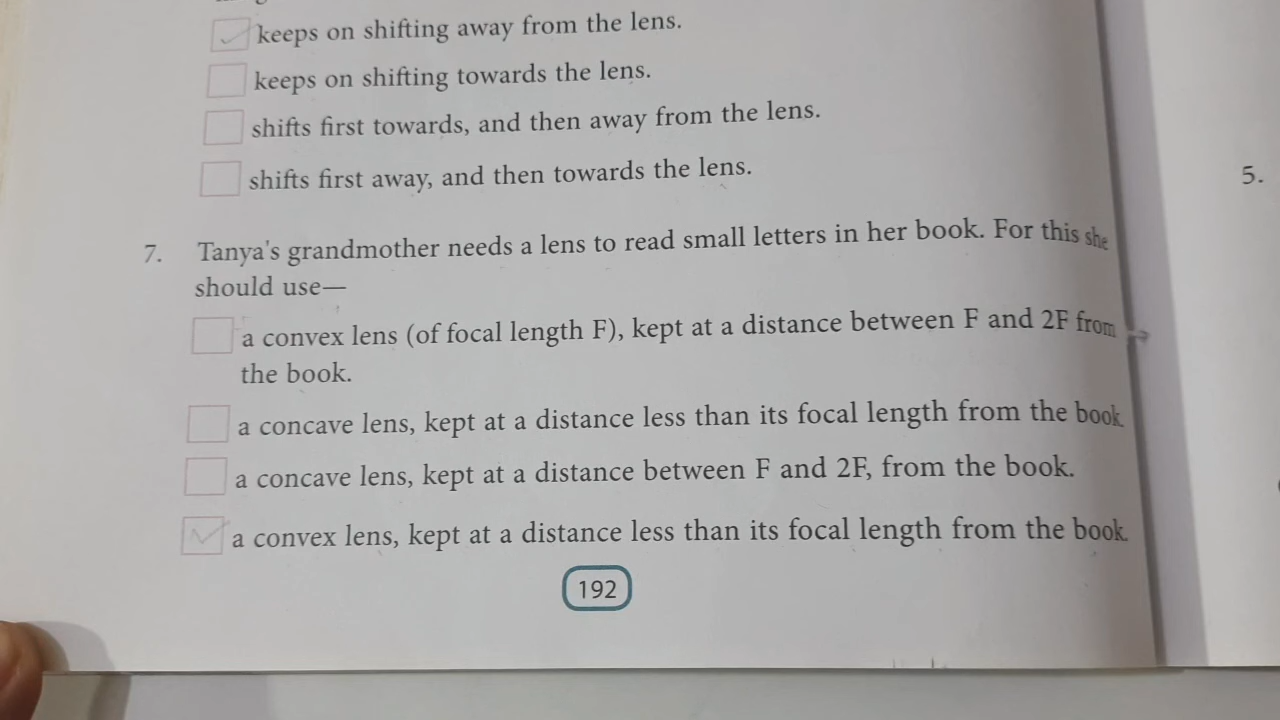 keeps on shifting away from the lens.
keeps on shifting towards the lens.
shifts first towards, and then away from the lens.
shifts first away, and then towards the lens.
7. Tanya's grandmother needs a lens to read small letters in her book. For this she
should use—
a convex lens (of focal length F), kept at a distance between F and 2F from
the book.
a concave lens, kept at a distance less than its focal length from the book.
a concave lens, kept at a distance between F and 2F, from the book.
a convex lens, kept at a distance less than its focal length from the book.
192
5.